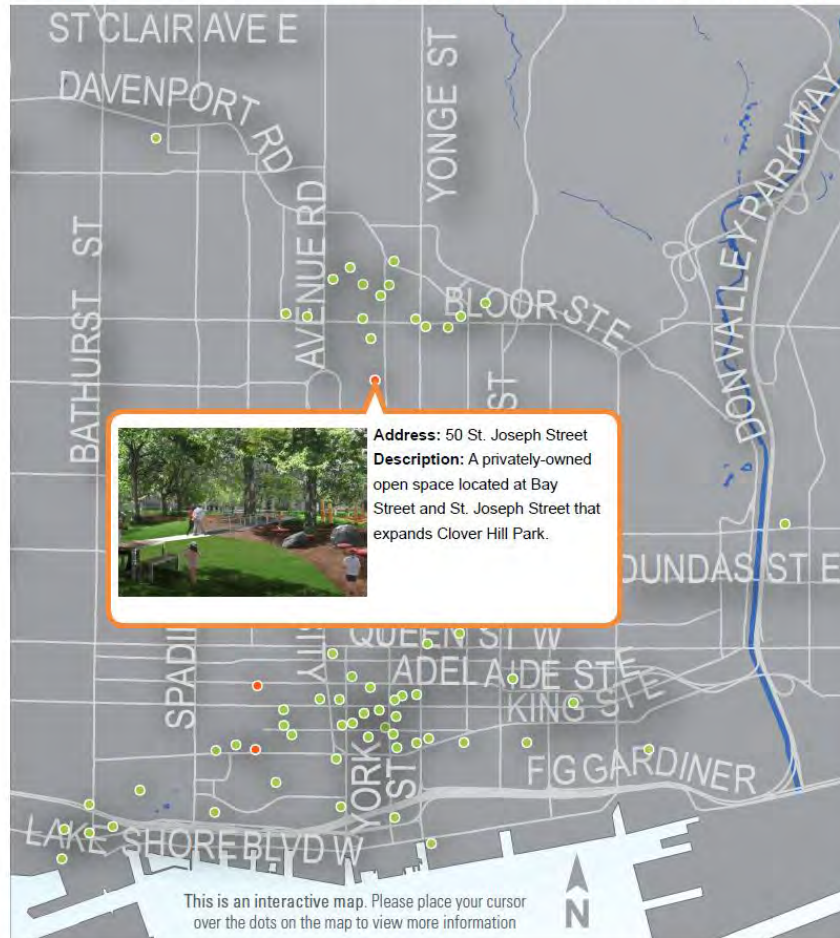 ST CLAIR AVE E
DAVENPORT RD
YONGE ST
DON VALLEY PARKWAY
AVENUE RD
BATHURST ST
BLOOR ST E
ST
Address: 50 St. Joseph Street
Description: A privately-owned
open space located at Bay
Street and St. Joseph Street that
expands Clover Hill Park.
DUNDAS ST E
QUEEN ST W
ADELAIDE ST E
KING ST E
YORK ST
F G GARDINER
LAKE SHORE BLVD W
This is an interactive map. Please place your cursor
over the dots on the map to view more information
N